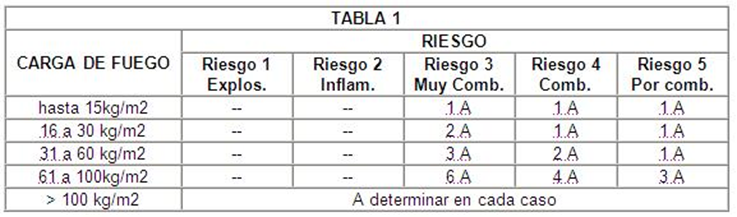 TABLA 1
CARGA DE FUEGO
RIESGO
Riesgo 1 Explos.
Riesgo 2 Inflam.
Riesgo 3 Muy Comb.
Riesgo 4 Comb.
Riesgo 5 Por comb.
hasta 15kg/m2 -- -- 1 A 1 A 1 A
16 a 30 kg/m2 -- -- 2 A 1 A 1 A
31 a 60 kg/m2 -- -- 3 A 2 A 1 A
61 a 100kg/m2 -- -- 6 A 4 A 3 A
> 100 kg/m2 A determinar en cada caso